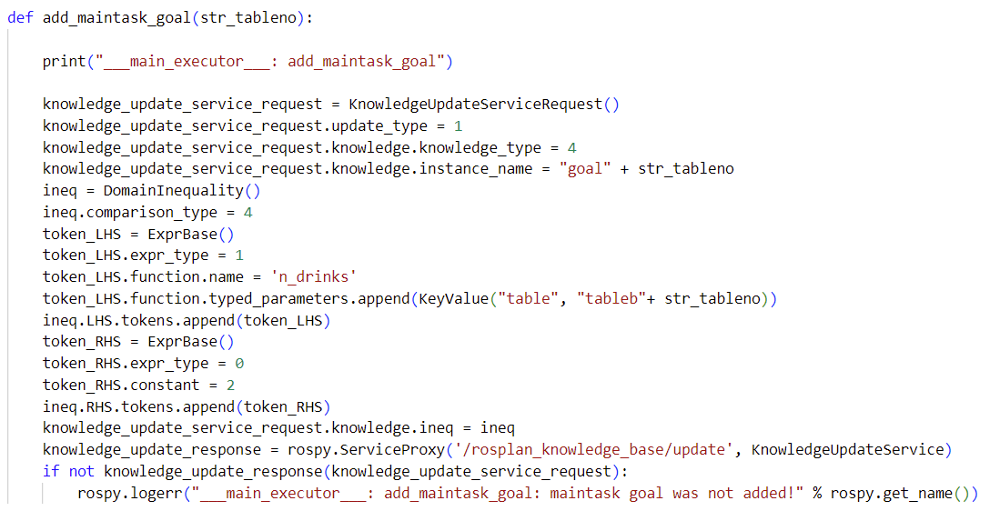 def add_maintask_goal(str_tableno):
print("___main_executor___: add_maintask_goal")
knowledge_update_service_request = KnowledgeUpdateServiceRequest()
knowledge_update_service_request.update_type = 1
knowledge_update_service_request.knowledge.knowledge_type = 4
knowledge_update_service_request.knowledge.instance_name = "goal" + str_tableno
ineq = DomainInequality()
ineq.comparison_type = 4
token_LHS = ExprBase()
token_LHS.expr_type = 1
token_LHS.function.name = 'n_drinks'
token_LHS.function.typed_parameters.append(KeyValue("table", "tableb"+ str_tableno))
ineq.LHS.tokens.append(token_LHS)
token_RHS = ExprBase()
token_RHS.expr_type = 0
token_RHS.constant = 2
ineq.RHS.tokens.append(token_RHS)
knowledge_update_service_request.knowledge.ineq = ineq
knowledge_update_response = rospy.ServiceProxy('/rosplan_knowledge_base/update', KnowledgeUpdateService)
if not knowledge_update_response(knowledge_update_service_request):
rospy.logerr("___main_executor___: add_maintask_goal: maintask goal was not added!" % rospy.get_name())